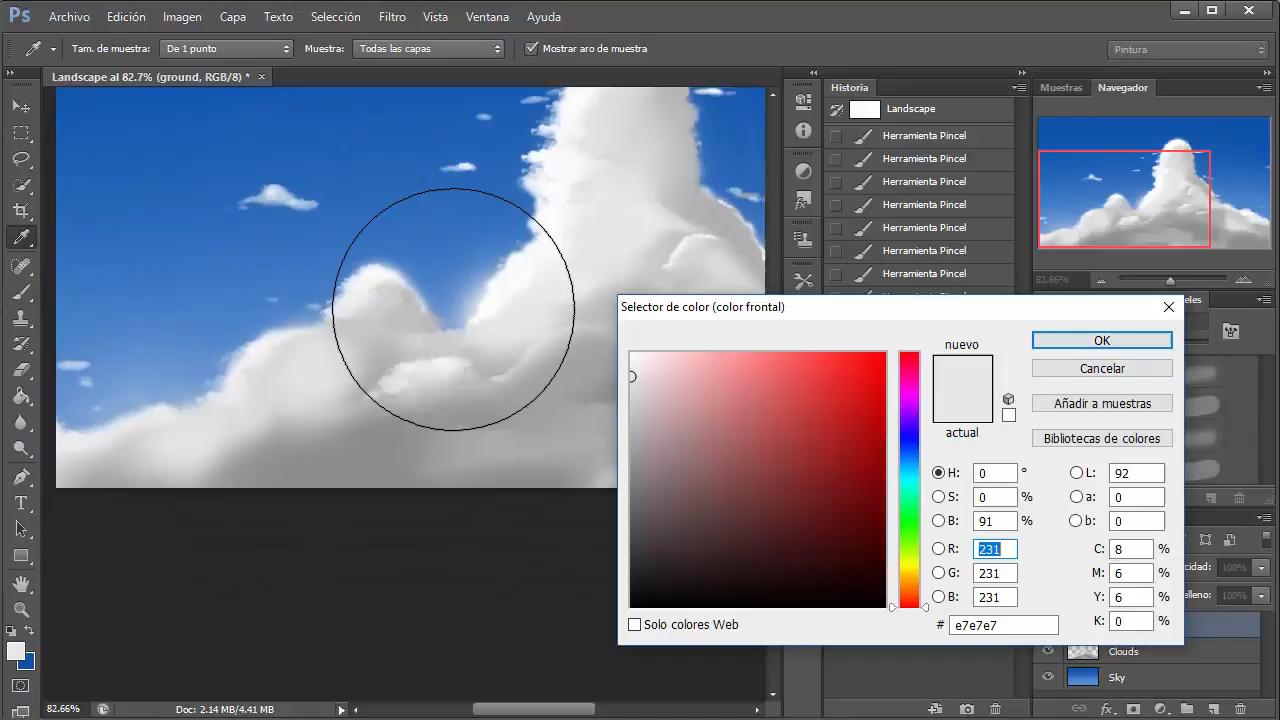 Ps Archivo Edición Imagen Capa Texto Selección Filtro Vista Ventana Ayuda
Tam. de muestra: De 1 punto Muestra: Todas las capas Mostrar aro de muestra Pintura
Landscape al 82.7% (ground, RGB/8) *
Historia
Muestras Navegador
Landscape
Herramienta Pincel
Herramienta Pincel
Herramienta Pincel
Herramienta Pincel
Herramienta Pincel
Herramienta Pincel
Herramienta Pincel
82.66%
Selector de color (color frontal)
nuevo
actual
OK
Cancelar
Añadir a muestras
Bibliotecas de colores
H: 0 °
S: 0 %
B: 91 %
R: 231
G: 231
B: 231
L: 92
a: 0
b: 0
C: 8 %
M: 6 %
Y: 6 %
K: 0 %
# e7e7e7
Solo colores Web
100%
100%
Clouds
Sky
82.66% Doc: 2.14 MB/4.41 MB